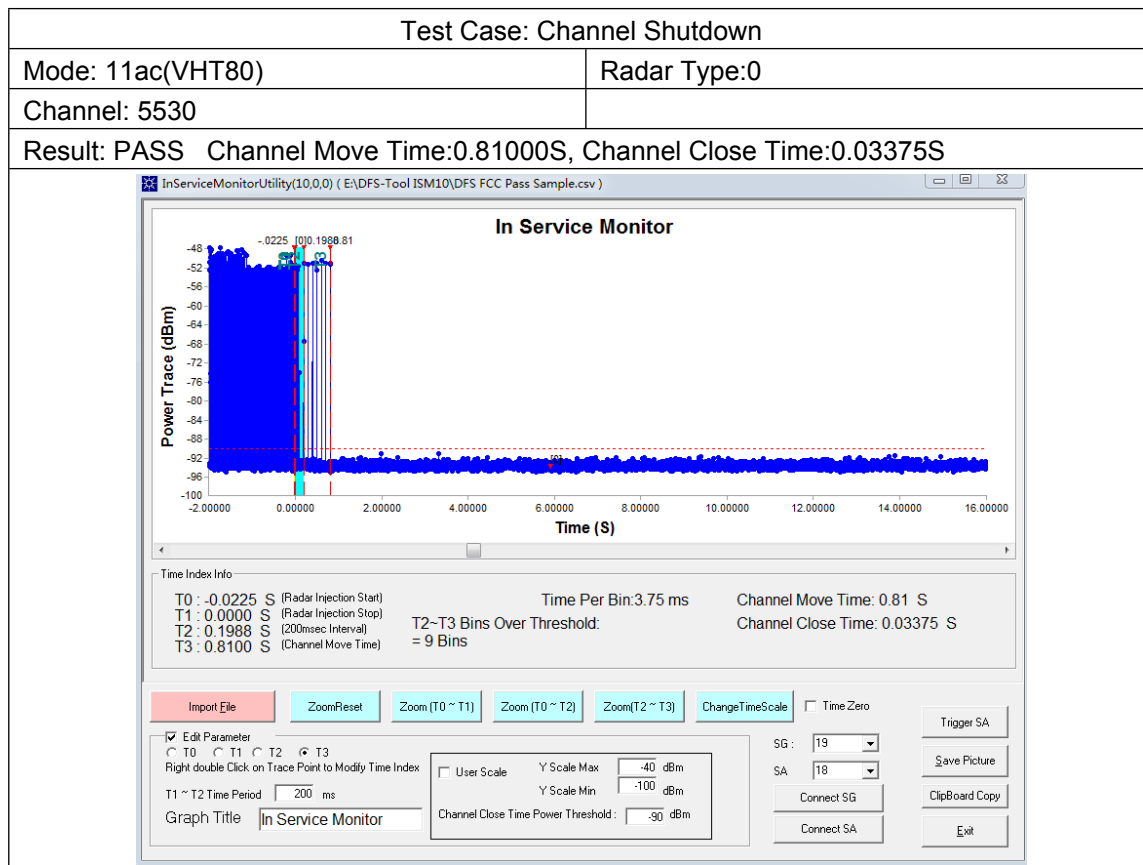 Test Case: Channel Shutdown
Mode: 11ac(VHT80) Radar Type:0
Channel: 5530
Result: PASS Channel Move Time:0.81000S, Channel Close Time:0.03375S
InServiceMonitorUtility(10,0,0) ( E:\DFS-Tool ISM10\DFS FCC Pass Sample.csv )
In Service Monitor
-.0225 [0]0.1988 0.81
T3
-48
-52
-56
-60
-64
-68
-72
-76
-80
-84
-88
-92
-96
-100
Power Trace (dBm)
[0]
-2.00000 0.00000 2.00000 4.00000 6.00000 8.00000 10.00000 12.00000 14.00000 16.00000
Time (S)
Time Index Info
T0 : -0.0225 S (Radar Injection Start)
T1 : 0.0000 S (Radar Injection Stop)
T2 : 0.1988 S (200msec Interval)
T3 : 0.8100 S (Channel Move Time)
Time Per Bin:3.75 ms
T2~T3 Bins Over Threshold:
= 9 Bins
Channel Move Time: 0.81 S
Channel Close Time: 0.03375 S
Import File ZoomReset Zoom (T0 ~ T1) Zoom (T0 ~ T2) Zoom(T2 ~ T3) ChangeTimeScale Time Zero
Edit Parameter
T0 T1 T2 T3
Right double Click on Trace Point to Modify Time Index
T1 ~ T2 Time Period 200 ms
Graph Title In Service Monitor
User Scale Y Scale Max -40 dBm
Y Scale Min -100 dBm
Channel Close Time Power Threshold : -90 dBm
SG : 19
SA 18
Connect SG
Connect SA
Trigger SA
Save Picture
ClipBoard Copy
Exit